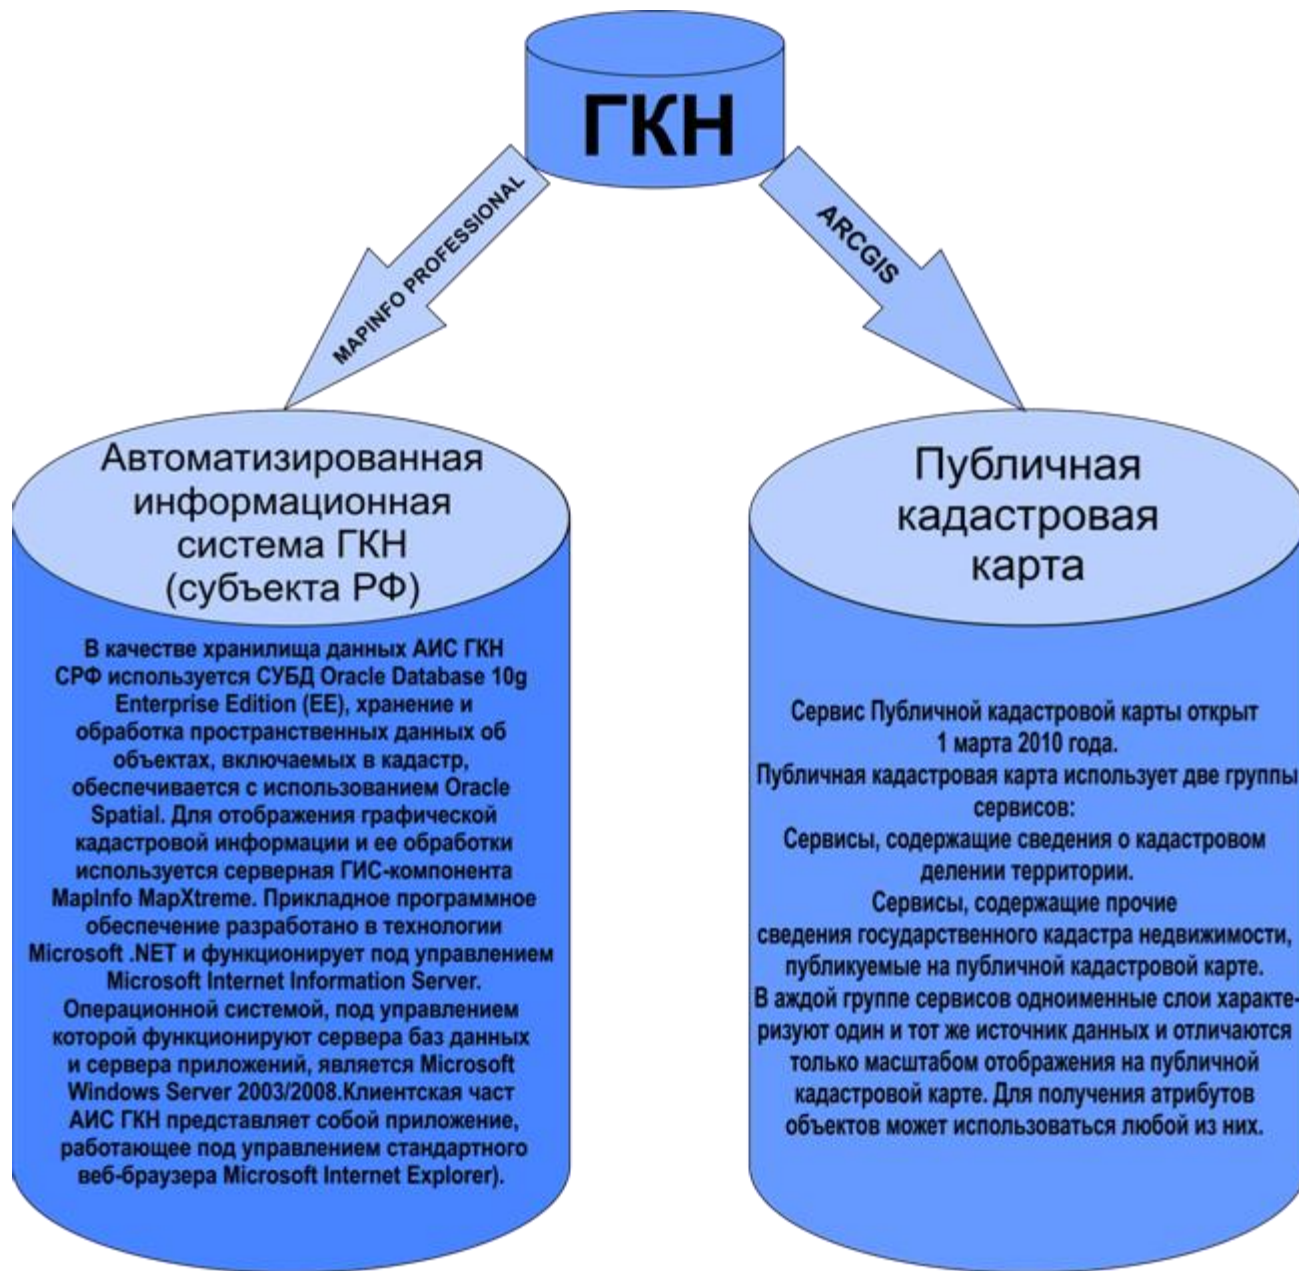 ГКН
MAPINFO PROFESSIONAL
ARCGIS
Автоматизированная
информационная
система ГКН
(субъекта РФ)
В качестве хранилища данных АИС ГКН
СРФ используется СУБД Oracle Database 10g
Enterprise Edition (EE), хранение и
обработка пространственных данных об
объектах, включаемых в кадастр,
обеспечивается с использованием Oracle
Spatial. Для отображения графической
кадастровой информации и ее обработки
используется серверная ГИС-компонента
MapInfo MapXtreme. Прикладное программное
обеспечение разработано в технологии
Microsoft .NET и функционирует под управлением
Microsoft Internet Information Server.
Операционной системой, под управлением
которой функционируют сервера баз данных
и сервера приложений, является Microsoft
Windows Server 2003/2008.Клиентская част
АИС ГКН представляет собой приложение,
работающее под управлением стандартного
веб-браузера Microsoft Internet Explorer).
Публичная
кадастровая
карта
Сервис Публичной кадастровой карты открыт
1 марта 2010 года.
Публичная кадастровая карта использует две группы
сервисов:
Сервисы, содержащие сведения о кадастровом
делении территории.
Сервисы, содержащие прочие
сведения государственного кадастра недвижимости,
публикуемые на публичной кадастровой карте.
В аждой группе сервисов одноименные слои характе-
ризуют один и тот же источник данных и отличаются
только масштабом отображения на публичной
кадастровой карте. Для получения атрибутов
объектов может использоваться любой из них.